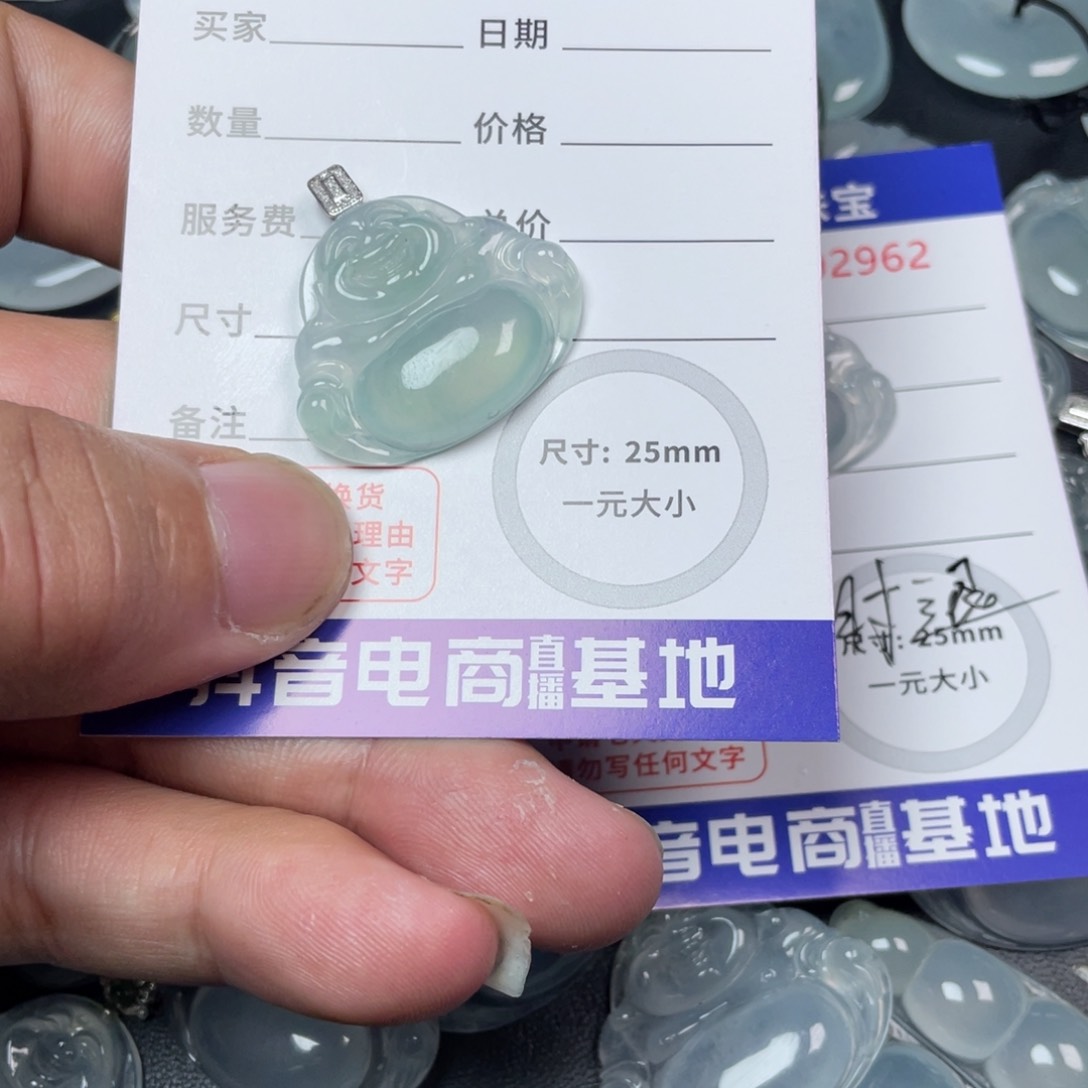 买家 日期
数量 价格
服务费 总价
尺寸
备注
尺寸: 25mm
一元大小
换货
理由
文字
抖音电商直播基地
珠宝
2962
尺寸: 25mm
一元大小
勿写任何文字
音电商直播基地